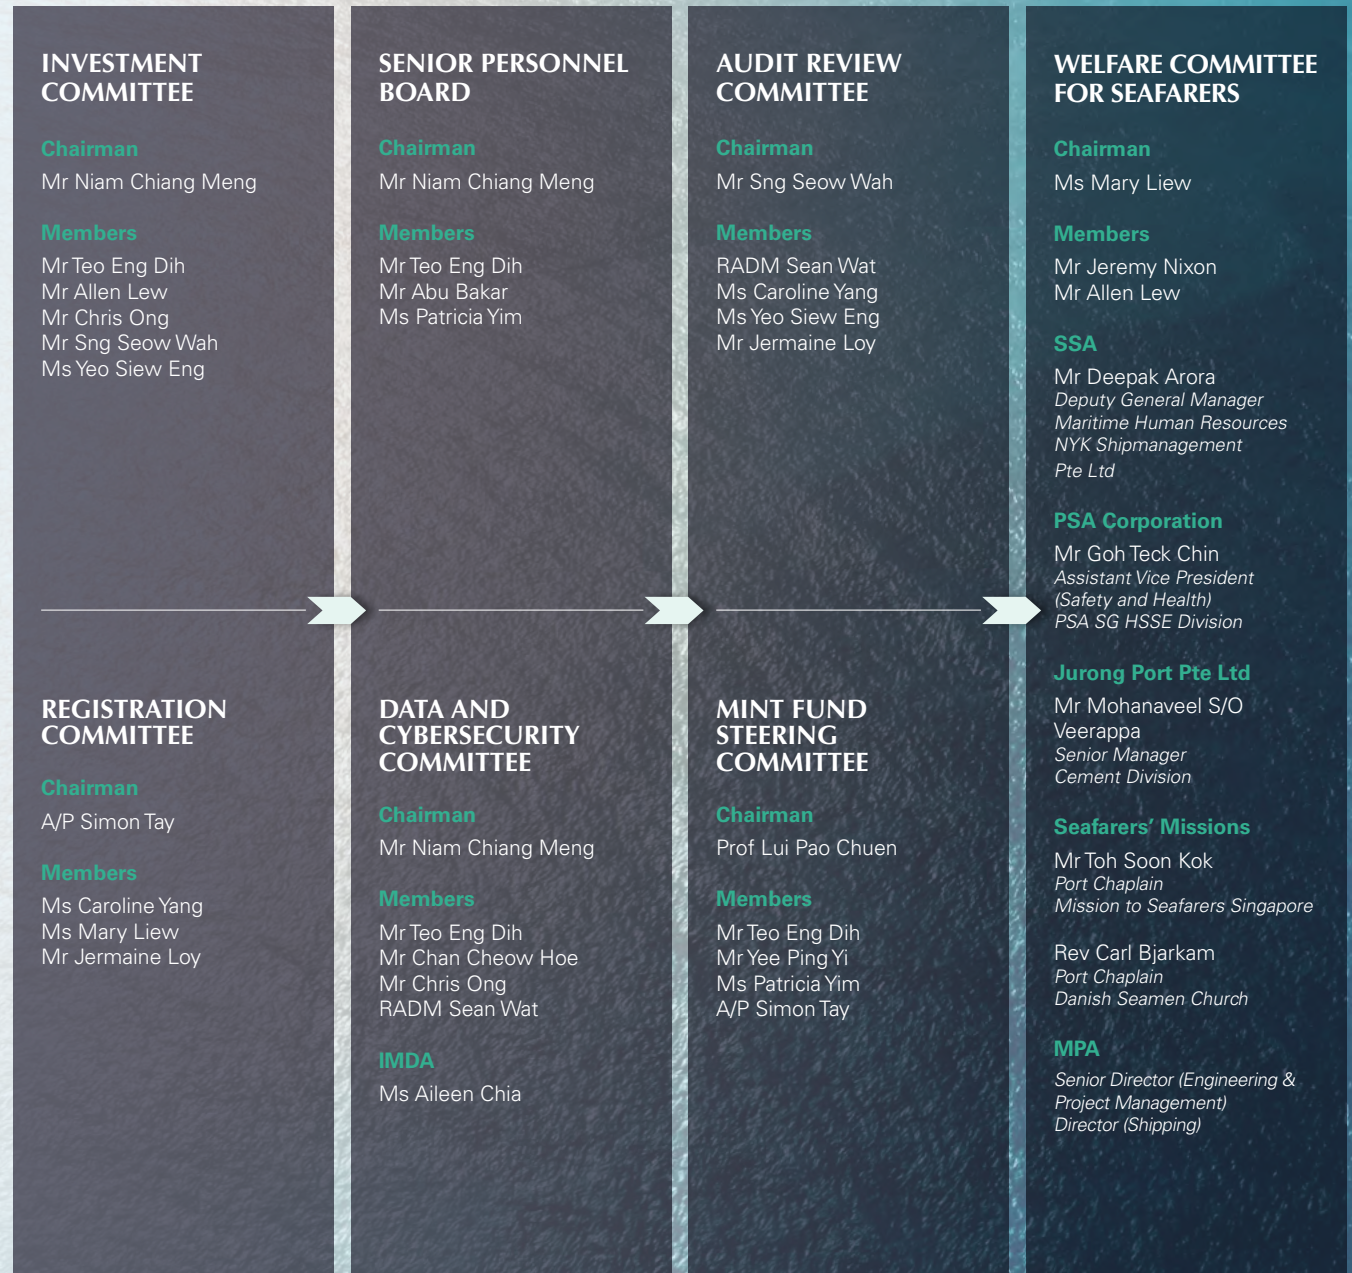 INVESTMENT
COMMITTEE
Chairman
Mr Niam Chiang Meng
Members
Mr Teo Eng Dih
Mr Allen Lew
Mr Chris Ong
Mr Sng Seow Wah
Ms Yeo Siew Eng
REGISTRATION
COMMITTEE
Chairman
A/P Simon Tay
Members
Ms Caroline Yang
Ms Mary Liew
Mr Jermaine Loy
SENIOR PERSONNEL
BOARD
Chairman
Mr Niam Chiang Meng
Members
Mr Teo Eng Dih
Mr Abu Bakar
Ms Patricia Yim
DATA AND
CYBERSECURITY
COMMITTEE
Chairman
Mr Niam Chiang Meng
Members
Mr Teo Eng Dih
Mr Chan Cheow Hoe
Mr Chris Ong
RADM Sean Wat
IMDA
Ms Aileen Chia
AUDIT REVIEW
COMMITTEE
Chairman
Mr Sng Seow Wah
Members
RADM Sean Wat
Ms Caroline Yang
Ms Yeo Siew Eng
Mr Jermaine Loy
MINT FUND
STEERING
COMMITTEE
Chairman
Prof Lui Pao Chuen
Members
Mr Teo Eng Dih
Mr Yee Ping Yi
Ms Patricia Yim
A/P Simon Tay
WELFARE COMMITTEE
FOR SEAFARERS
Chairman
Ms Mary Liew
Members
Mr Jeremy Nixon
Mr Allen Lew
SSA
Mr Deepak Arora
Deputy General Manager
Maritime Human Resources
NYK Shipmanagement
Pte Ltd
PSA Corporation
Mr Goh Teck Chin
Assistant Vice President
(Safety and Health)
PSA SG HSSE Division
Jurong Port Pte Ltd
Mr Mohanaveel S/O
Veerappa
Senior Manager
Cement Division
Seafarers’ Missions
Mr Toh Soon Kok
Port Chaplain
Mission to Seafarers Singapore
Rev Carl Bjarkam
Port Chaplain
Danish Seamen Church
MPA
Senior Director (Engineering &
Project Management)
Director (Shipping)